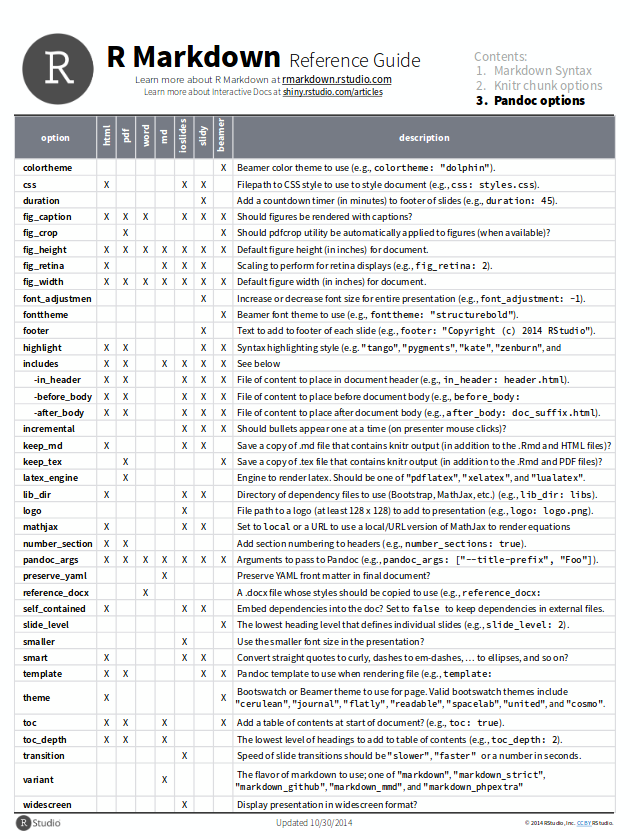 R Markdown Reference Guide
Learn more about R Markdown at rmarkdown.rstudio.com
Learn more about Interactive Docs at shiny.rstudio.com/articles
Contents:
1. Markdown Syntax
2. Knitr chunk options
3. Pandoc options
option html pdf word md ioslides slidy beamer description
colortheme X Beamer color theme to use (e.g., colortheme: "dolphin").
css X X X Filepath to CSS style to use to style document (e.g., css: styles.css).
duration X Add a countdown timer (in minutes) to footer of slides (e.g., duration: 45).
fig_caption X X X X X X Should figures be rendered with captions?
fig_crop X X Should pdfcrop utility be automatically applied to figures (when available)?
fig_height X X X X X X X Default figure height (in inches) for document.
fig_retina X X X X Scaling to perform for retina displays (e.g., fig_retina: 2).
fig_width X X X X X X X Default figure width (in inches) for document.
font_adjustmen X Increase or decrease font size for entire presentation (e.g., font_adjustment: -1).
fonttheme X Beamer font theme to use (e.g., fonttheme: "structurebold").
footer X Text to add to footer of each slide (e.g., footer: "Copyright (c) 2014 RStudio").
highlight X X X X Syntax highlighting style (e.g. "tango", "pygments", "kate", "zenburn", and
includes X X X X X X See below
-in_header X X X X X File of content to place in document header (e.g., in_header: header.html).
-before_body X X X X X File of content to place before document body (e.g., before_body:
-after_body X X X X X File of content to place after document body (e.g., after_body: doc_suffix.html).
incremental X X X Should bullets appear one at a time (on presenter mouse clicks)?
keep_md X X X Save a copy of .md file that contains knitr output (in addition to the .Rmd and HTML files)?
keep_tex X X Save a copy of .tex file that contains knitr output (in addition to the .Rmd and PDF files)?
latex_engine X Engine to render latex. Should be one of "pdflatex", "xelatex", and "lualatex".
lib_dir X X X Directory of dependency files to use (Bootstrap, MathJax, etc.) (e.g., lib_dir: libs).
logo X File path to a logo (at least 128 x 128) to add to presentation (e.g., logo: logo.png).
mathjax X X X Set to local or a URL to use a local/URL version of MathJax to render equations
number_section X X Add section numbering to headers (e.g., number_sections: true).
pandoc_args X X X X X X X Arguments to pass to Pandoc (e.g., pandoc_args: ["--title-prefix", "Foo"]).
preserve_yaml X Preserve YAML front matter in final document?
reference_docx X A .docx file whose styles should be copied to use (e.g., reference_docx:
self_contained X X X Embed dependencies into the doc? Set to false to keep dependencies in external files.
slide_level X The lowest heading level that defines individual slides (e.g., slide_level: 2).
smaller X Use the smaller font size in the presentation?
smart X X X Convert straight quotes to curly, dashes to em-dashes, … to ellipses, and so on?
template X X X X Pandoc template to use when rendering file (e.g., template:
theme X X Bootswatch or Beamer theme to use for page. Valid bootswatch themes include
"cerulean", "journal", "flatly", "readable", "spacelab", "united", and "cosmo".
toc X X X X Add a table of contents at start of document? (e.g., toc: true).
toc_depth X X X The lowest level of headings to add to table of contents (e.g., toc_depth: 2).
transition X Speed of slide transitions should be "slower", "faster" or a number in seconds.
variant X The flavor of markdown to use; one of "markdown", "markdown_strict",
"markdown_github", "markdown_mmd", and "markdown_phpextra"
widescreen X Display presentation in widescreen format?
R Studio Updated 10/30/2014 © 2014 RStudio, Inc. CC BY RStudio.